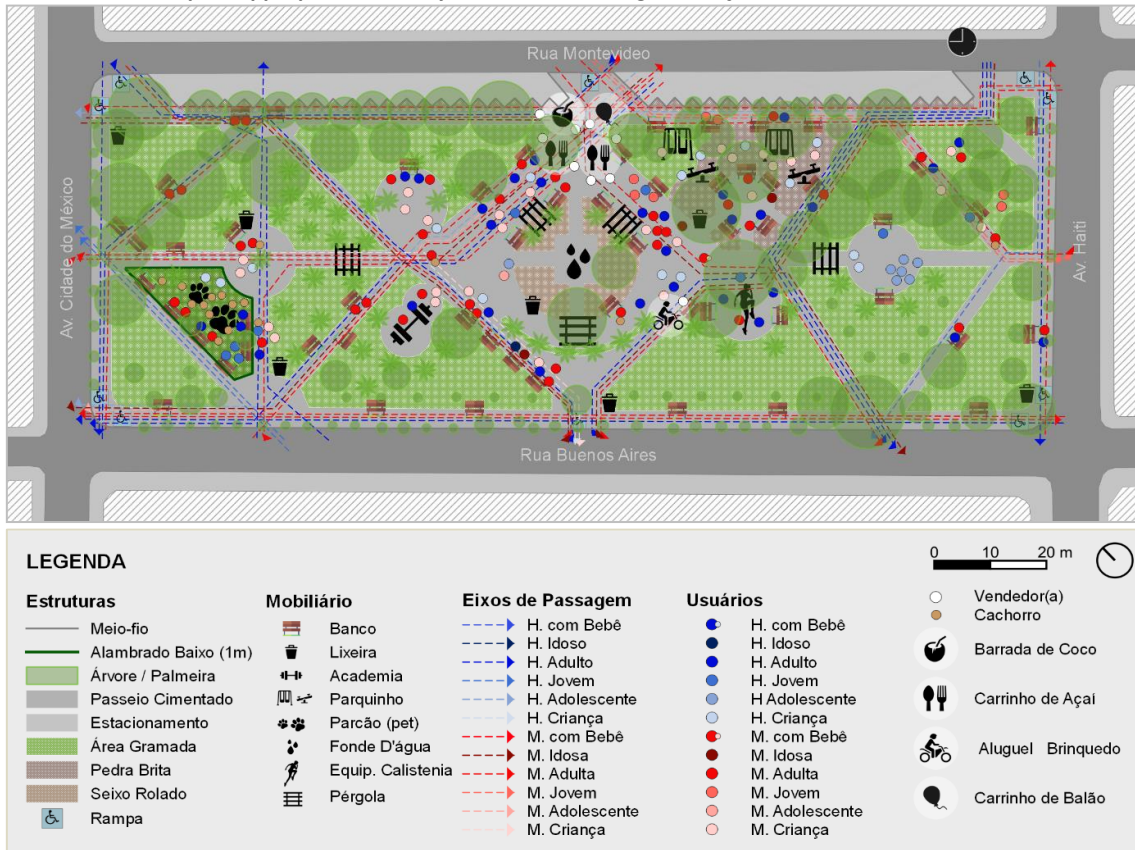 Rua Montevideo
Av. Cidade do México
Av. Haiti
Rua Buenos Aires
LEGENDA
Estruturas
Meio-fio
Alambrado Baixo (1m)
Árvore / Palmeira
Passeio Cimentado
Estacionamento
Área Gramada
Pedra Brita
Seixo Rolado
Rampa
Mobiliário
Banco
Lixeira
Academia
Parquinho
Parcão (pet)
Fonde D'água
Equip. Calistenia
Pérgola
Eixos de Passagem
H. com Bebê
H. Idoso
H. Adulto
H. Jovem
H. Adolescente
H. Criança
M. com Bebê
M. Idosa
M. Adulta
M. Jovem
M. Adolescente
M. Criança
Usuários
H. com Bebê
H. Idoso
H. Adulto
H. Jovem
H Adolescente
H. Criança
M. com Bebê
M. Idosa
M. Adulta
M. Jovem
M. Adolescente
M. Criança
0 10 20 m
Vendedor(a)
Cachorro
Barrada de Coco
Carrinho de Açaí
Aluguel Brinquedo
Carrinho de Balão